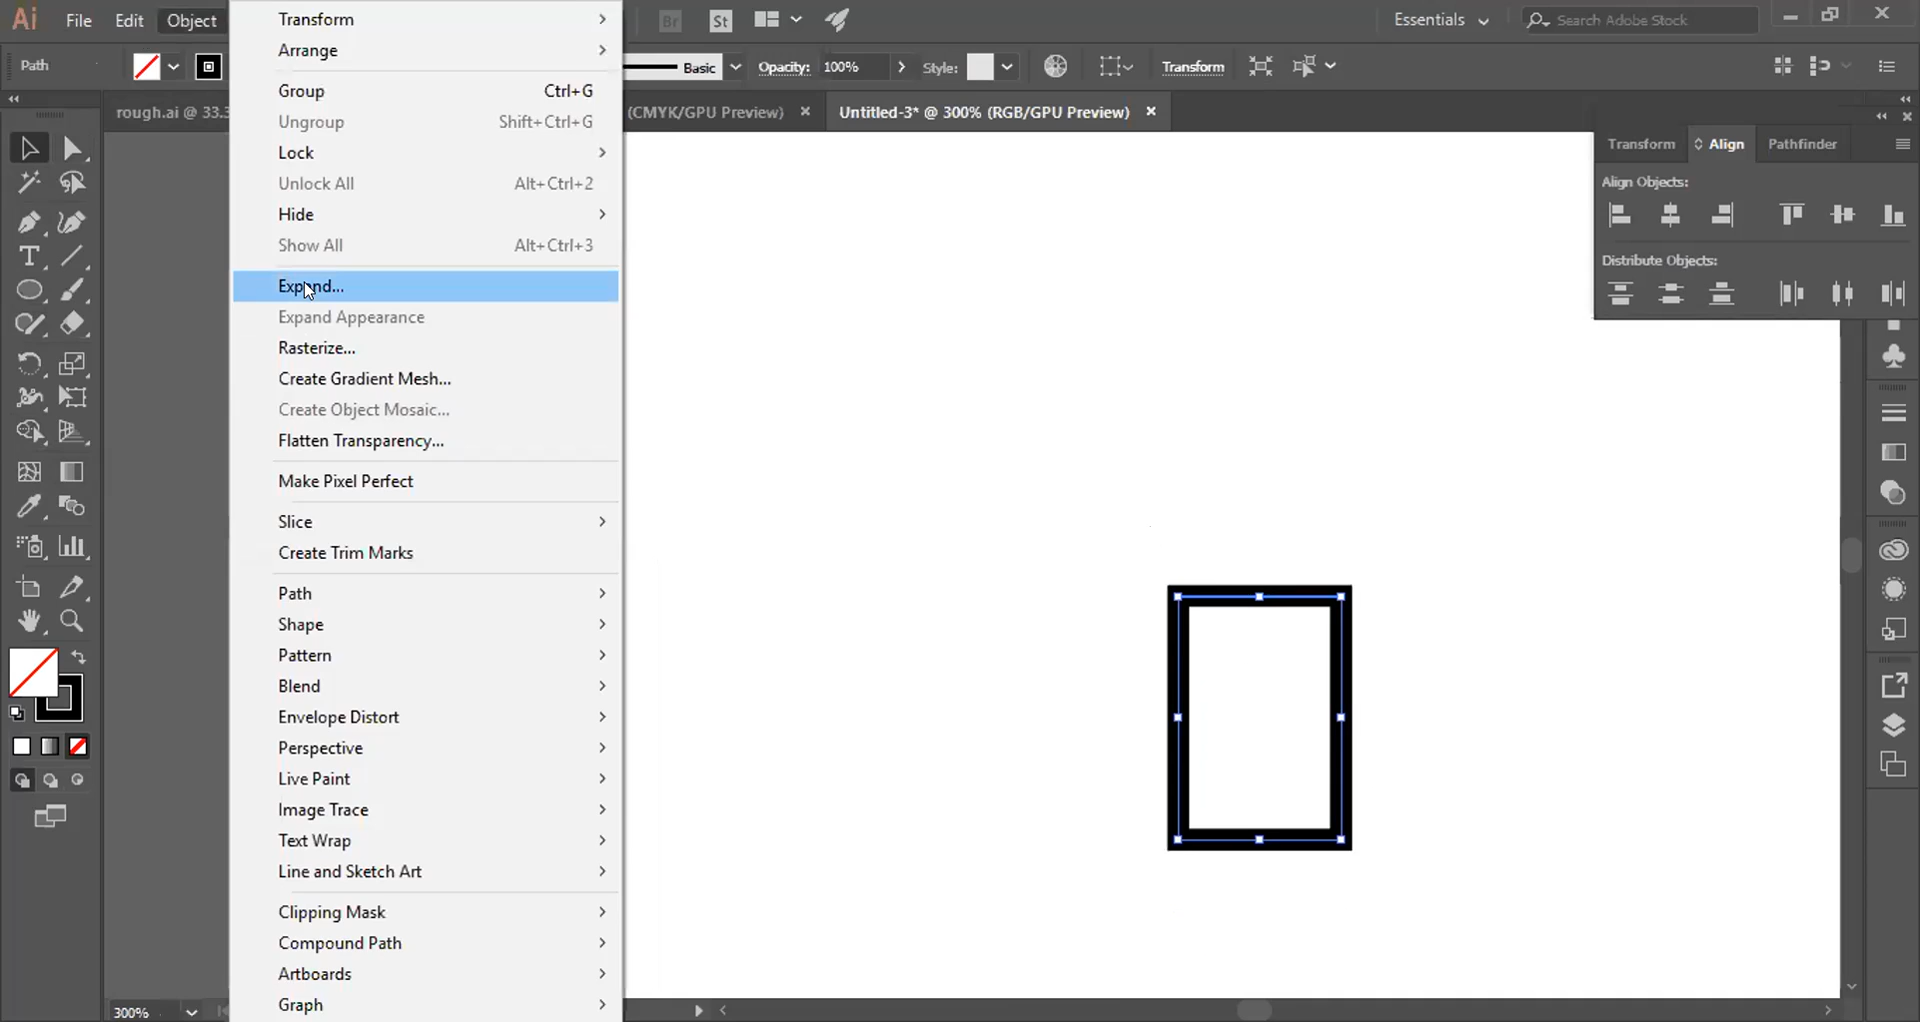 Ai File Edit Object Br St Essentials Search Adobe Stock
Path Basic Opacity: 100% Style: Transform
rough.ai @ 33.3 (CMYK/GPU Preview) × Untitled-3* @ 300% (RGB/GPU Preview) ×
Transform
Arrange
Group Ctrl+G
Ungroup Shift+Ctrl+G
Lock
Unlock All Alt+Ctrl+2
Hide
Show All Alt+Ctrl+3
Expand...
Expand Appearance
Rasterize...
Create Gradient Mesh...
Create Object Mosaic...
Flatten Transparency...
Make Pixel Perfect
Slice
Create Trim Marks
Path
Shape
Pattern
Blend
Envelope Distort
Perspective
Live Paint
Image Trace
Text Wrap
Line and Sketch Art
Clipping Mask
Compound Path
Artboards
Graph
Transform Align Pathfinder
Align Objects:
Distribute Objects:
300%